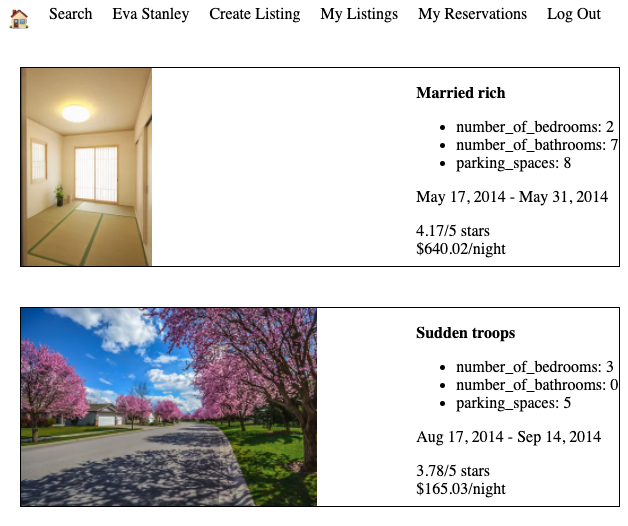 Search Eva Stanley Create Listing My Listings My Reservations Log Out
Married rich
number_of_bedrooms: 2
number_of_bathrooms: 7
parking_spaces: 8
May 17, 2014 - May 31, 2014
4.17/5 stars
$640.02/night
Sudden troops
number_of_bedrooms: 3
number_of_bathrooms: 0
parking_spaces: 5
Aug 17, 2014 - Sep 14, 2014
3.78/5 stars
$165.03/night